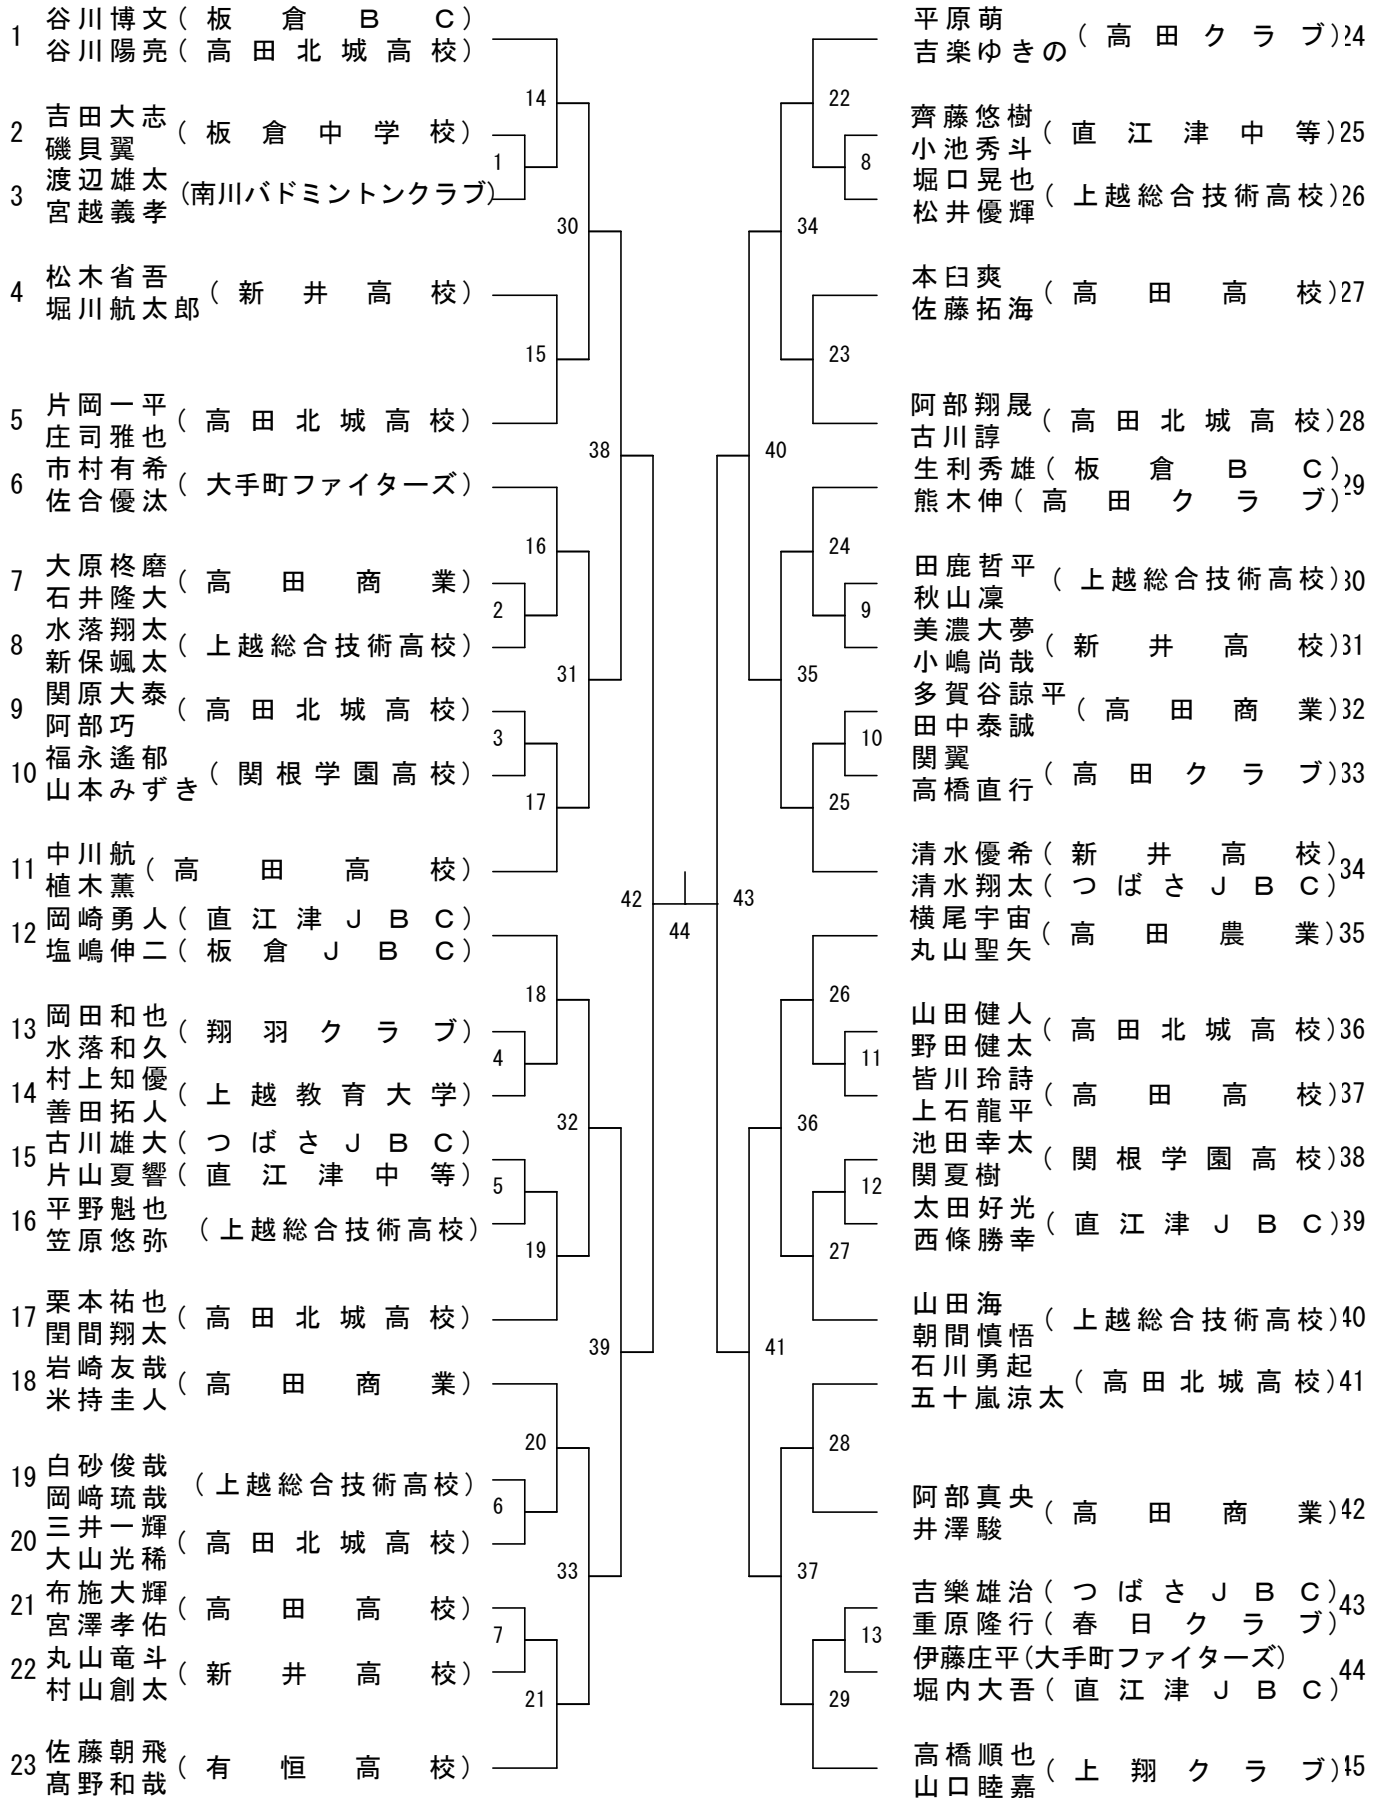 1 谷川博文(板倉BC)
谷川陽亮(高田北城高校)
2 吉田大志
磯貝翼 (板倉中学校)
3 渡辺雄太
宮越義孝 (南川バドミントンクラブ)
4 松木省吾
堀川航太郎 (新井高校)
5 片岡一平
庄司雅也 (高田北城高校)
6 市村有希
佐合優汰 (大手町ファイターズ)
7 大原柊磨
石井隆大 (高田商業)
8 水落翔太
新保颯太 (上越総合技術高校)
9 関原大泰
阿部巧 (高田北城高校)
10 福永遙郁
山本みずき (関根学園高校)
11 中川航
植木薫 (高田高校)
12 岡崎勇人(直江津JBC)
塩嶋伸二(板倉JBC)
13 岡田和也
水落和久 (翔羽クラブ)
14 村上知優
善田拓人 (上越教育大学)
15 古川雄大(つばさJBC)
片山夏響(直江津中等)
16 平野魁也
笠原悠弥 (上越総合技術高校)
17 栗本祐也
閏間翔太 (高田北城高校)
18 岩崎友哉
米持圭人 (高田商業)
19 白砂俊哉
岡﨑琉哉 (上越総合技術高校)
20 三井一輝
大山光稀 (高田北城高校)
21 布施大輝
宮澤孝佑 (高田高校)
22 丸山竜斗
村山創太 (新井高校)
23 佐藤朝飛
髙野和哉 (有恒高校)
1
2
3
4
5
6
7
14
15
16
17
18
19
20
21
30
31
32
33
38
39
42
44
43
40
41
34
35
36
37
22
23
24
25
26
27
28
29
8
9
10
11
12
13
平原萌
吉楽ゆきの (高田クラブ)24
齊藤悠樹
小池秀斗 (直江津中等)25
堀口晃也
松井優輝 (上越総合技術高校)26
本臼爽
佐藤拓海 (高田高校)27
阿部翔晟
古川諄 (高田北城高校)28
生利秀雄(板倉BC)
熊木伸(高田クラブ)29
田鹿哲平
秋山凜 (上越総合技術高校)30
美濃大夢
小嶋尚哉 (新井高校)31
多賀谷諒平
田中泰誠 (高田商業)32
関翼
高橋直行 (高田クラブ)33
清水優希(新井高校)
清水翔太(つばさJBC)34
横尾宇宙
丸山聖矢 (高田農業)35
山田健人
野田健太 (高田北城高校)36
皆川玲詩
上石龍平 (高田高校)37
池田幸太
関夏樹 (関根学園高校)38
太田好光
西條勝幸 (直江津JBC)39
山田海
朝間慎悟 (上越総合技術高校)40
石川勇起
五十嵐涼太 (高田北城高校)41
阿部真央
井澤駿 (高田商業)42
吉樂雄治(つばさJBC)
重原隆行(春日クラブ)43
伊藤庄平(大手町ファイターズ)
堀内大吾(直江津JBC)44
高橋順也
山口睦嘉 (上翔クラブ)45